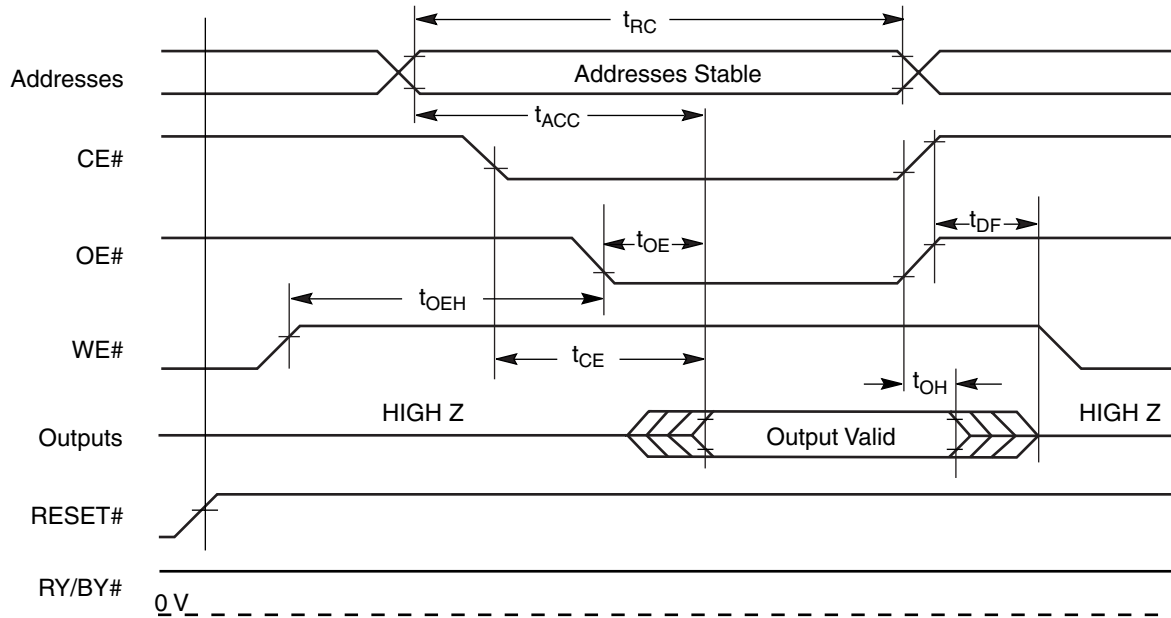 tRC
Addresses
Addresses Stable
tACC
CE#
OE#
tOE
tDF
tOEH
WE#
tCE
tOH
HIGH Z
HIGH Z
Outputs
Output Valid
RESET#
RY/BY#
0 V